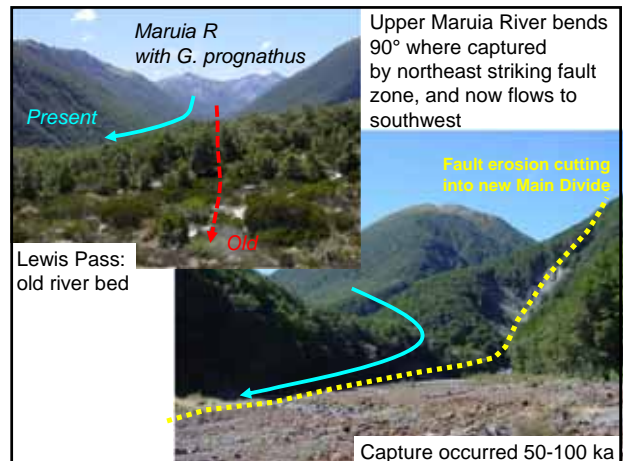 Maruia R
with G. prognathus
Present
Old
Lewis Pass:
old river bed
Upper Maruia River bends
90° where captured
by northeast striking fault
zone, and now flows to
southwest
Fault erosion cutting
into new Main Divide
Capture occurred 50-100 ka